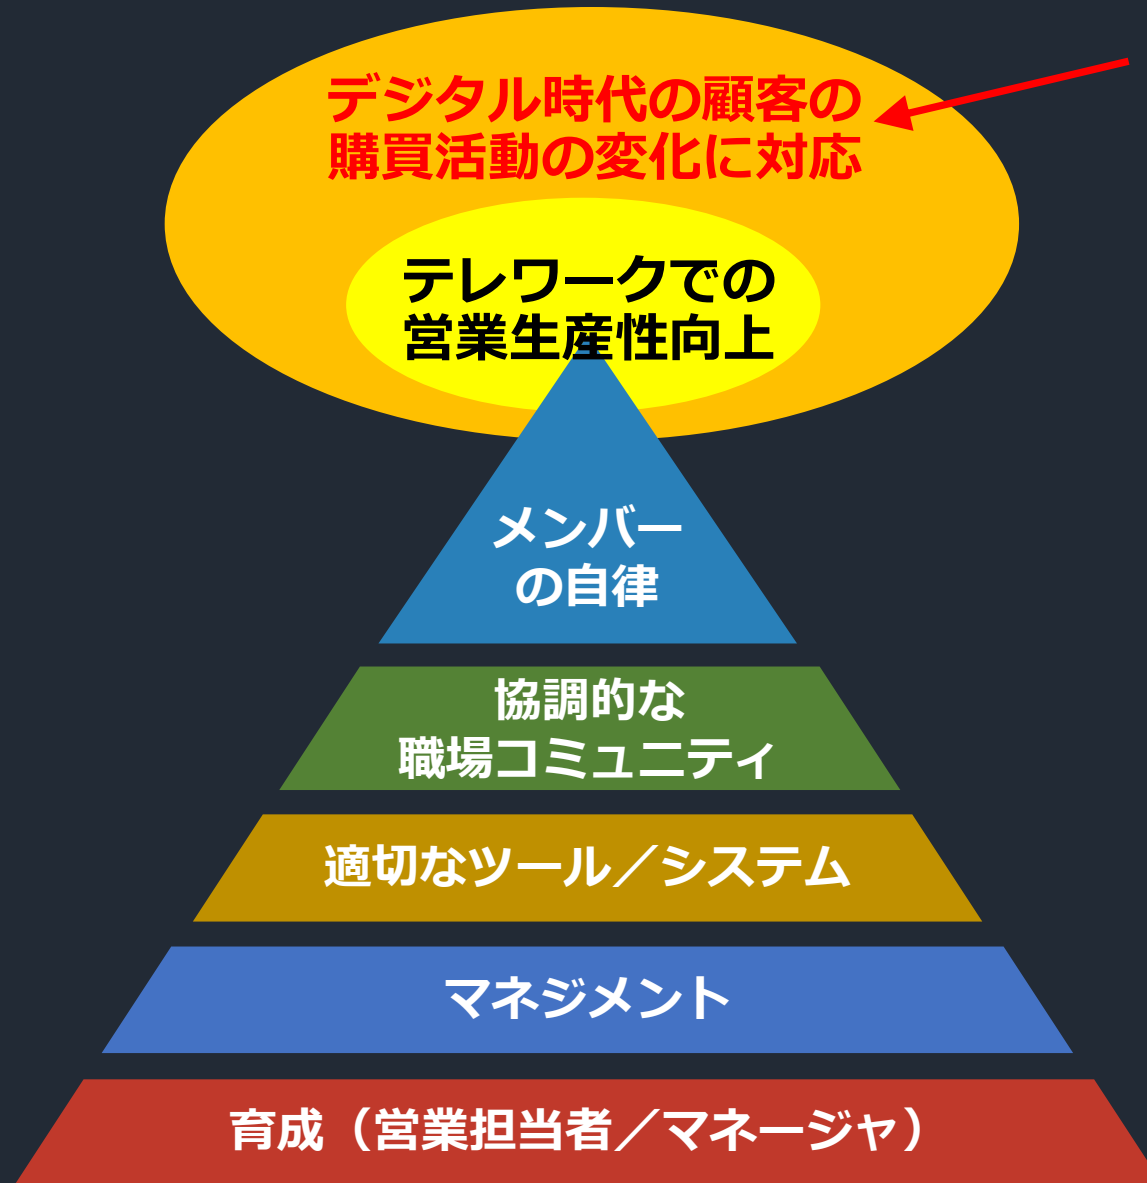 デジタル時代の顧客の
購買活動の変化に対応
テレワークでの
営業生産性向上
メンバー
の自律
協調的な
職場コミュニティ
適切なツール／システム
マネジメント
育成（営業担当者／マネージャ）